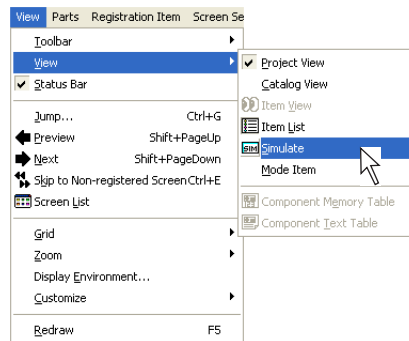 View Parts Registration Item Screen Se
Toolbar
View
Status Bar
Jump... Ctrl+G
Preview Shift+PageUp
Next Shift+PageDown
Skip to Non-registered Screen Ctrl+E
Screen List
Grid
Zoom
Display Environment...
Customize
Redraw F5
Project View
Catalog View
Item View
Item List
SIM Simulate
Mode Item
Component Memory Table
Component Text Table